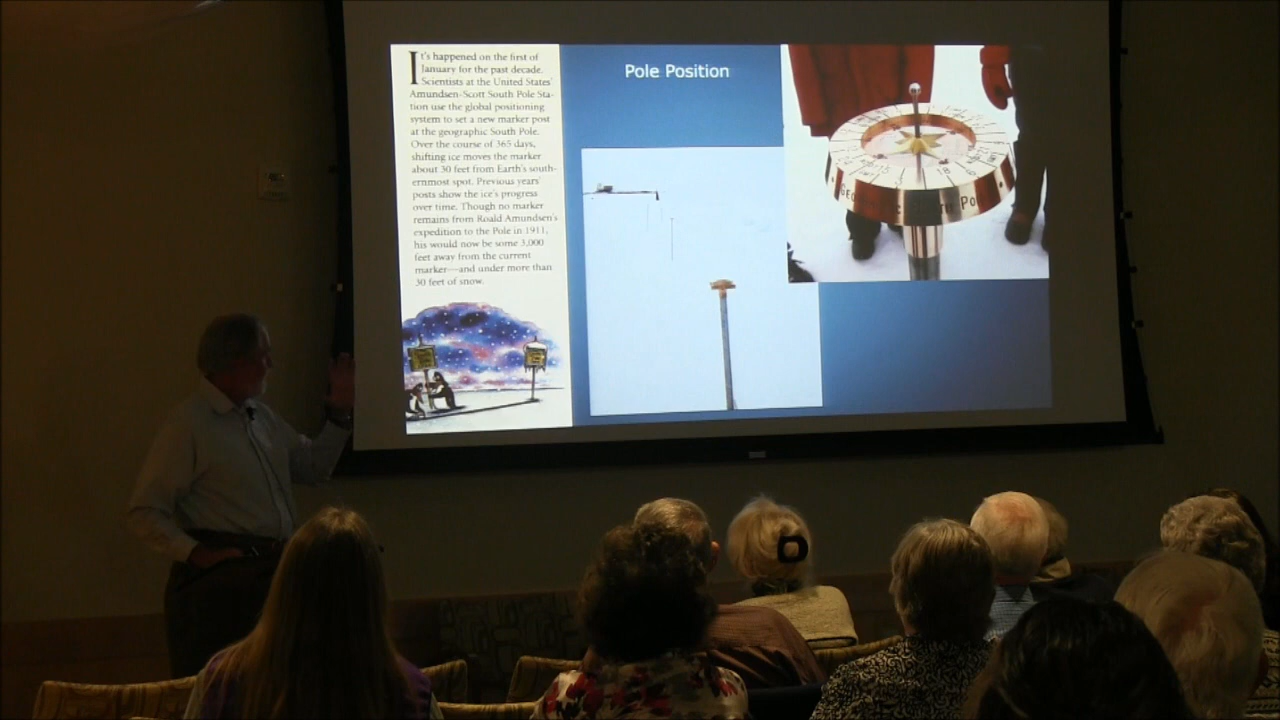 It's happened on the first of
January for the past decade.
Scientists at the United States'
Amundsen-Scott South Pole Sta-
tion use the global positioning
system to set a new marker post
at the geographic South Pole.
Over the course of 365 days,
shifting ice moves the marker
about 30 feet from Earth's south-
ernmost spot. Previous years'
posts show the ice's progress
over time. Though no marker
remains from Roald Amundsen's
expedition to the Pole in 1911,
his would now be some 3,000
feet away from the current
marker—and under more than
30 feet of snow.
Pole Position